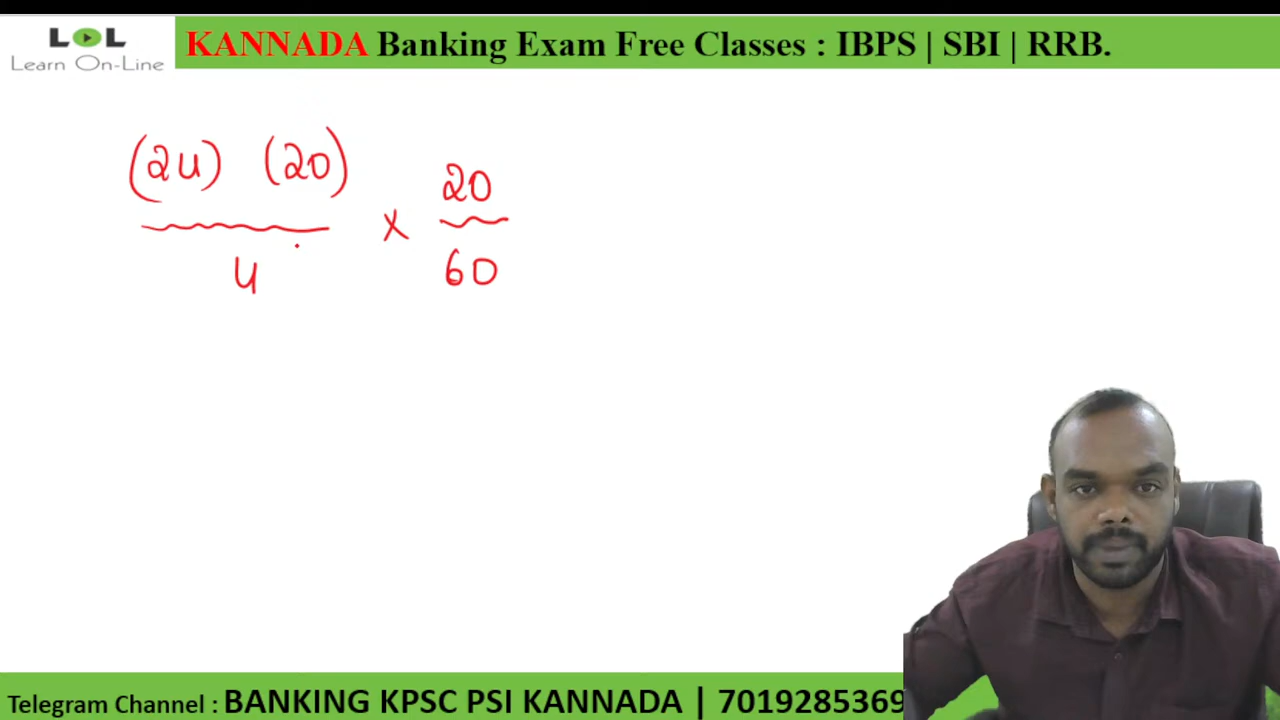 LOL
Learn On-Line
KANNADA Banking Exam Free Classes : IBPS | SBI | RRB.
(24) (20)
4
×
20
60
Telegram Channel : BANKING KPSC PSI KANNADA | 7019285369